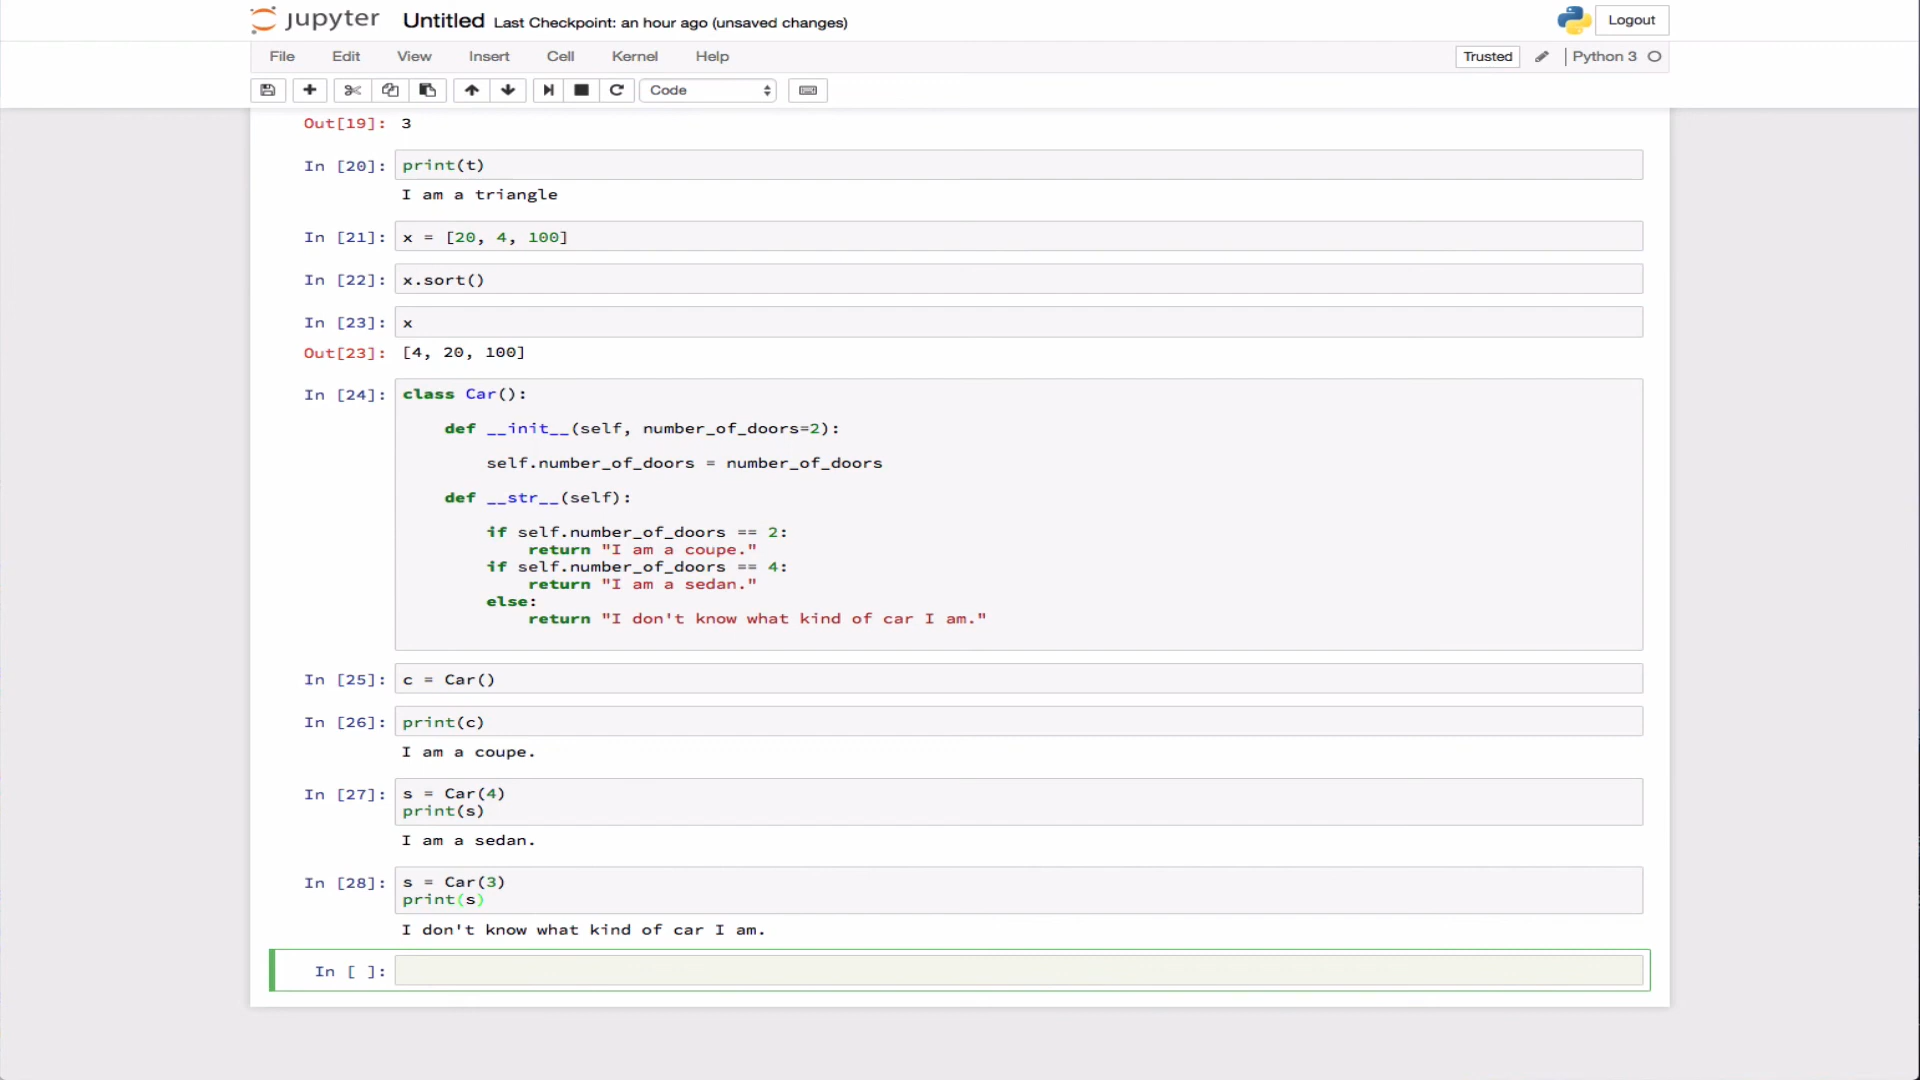 jupyter Untitled Last Checkpoint: an hour ago (unsaved changes) Logout
File Edit View Insert Cell Kernel Help Trusted Python 3
Code
Out[19]: 3
In [20]: print(t)
I am a triangle
In [21]: x = [20, 4, 100]
In [22]: x.sort()
In [23]: x
Out[23]: [4, 20, 100]
In [24]: class Car():
def __init__(self, number_of_doors=2):
self.number_of_doors = number_of_doors
def __str__(self):
if self.number_of_doors == 2:
return "I am a coupe."
if self.number_of_doors == 4:
return "I am a sedan."
else:
return "I don't know what kind of car I am."
In [25]: c = Car()
In [26]: print(c)
I am a coupe.
In [27]: s = Car(4)
print(s)
I am a sedan.
In [28]: s = Car(3)
print(s)
I don't know what kind of car I am.
In [ ]: